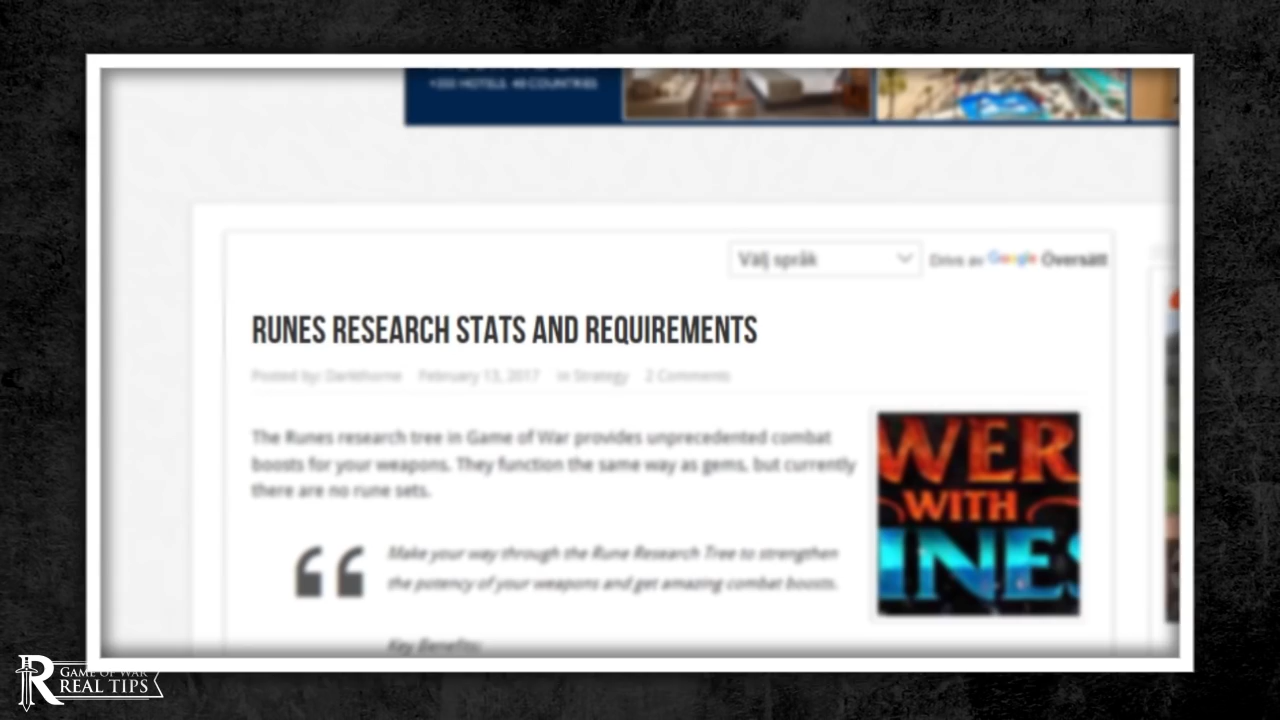 +300 HOTELS. 40 COUNTRIES
Välj språk
Drivs av Google Översätt
RUNES RESEARCH STATS AND REQUIREMENTS
Posted by: Darkthorne February 13, 2017 in Strategy 2 Comments
The Runes research tree in Game of War provides unprecedented combat
boosts for your weapons. They function the same way as gems, but currently
there are no rune sets.
WER
WITH
INES
“ Make your way through the Rune Research Tree to strengthen
the potency of your weapons and get amazing combat boosts.
Key Benefits:
R GAME OF WAR
REAL TIPS